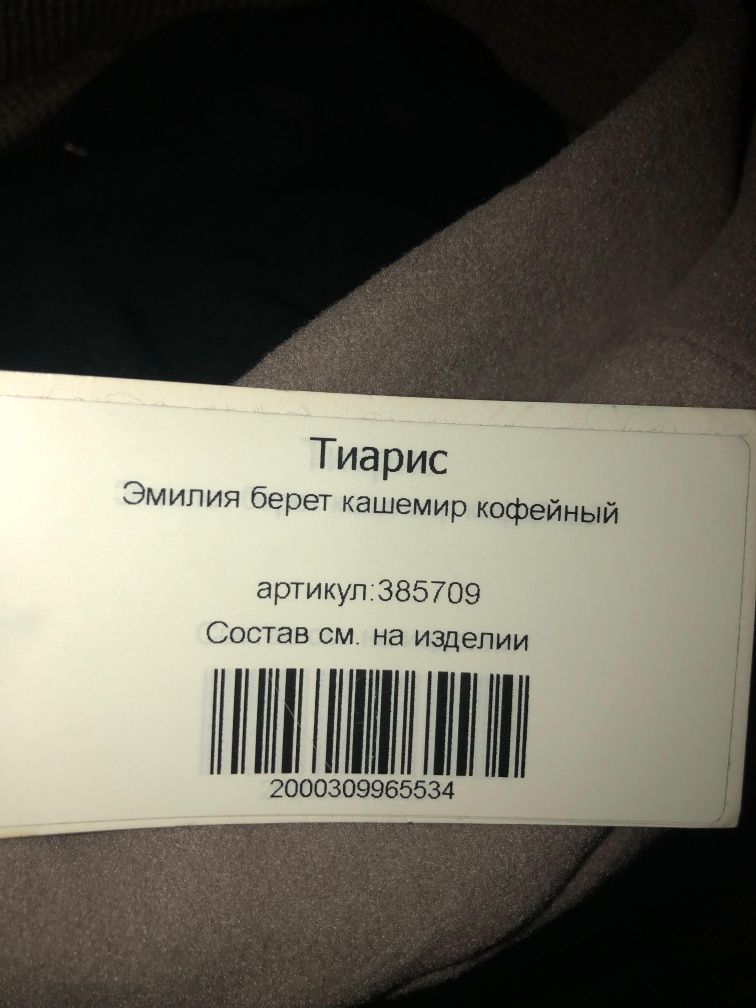 Тиарис
Эмилия берет кашемир кофейный
артикул:385709
Состав см. на изделии
2000309965534